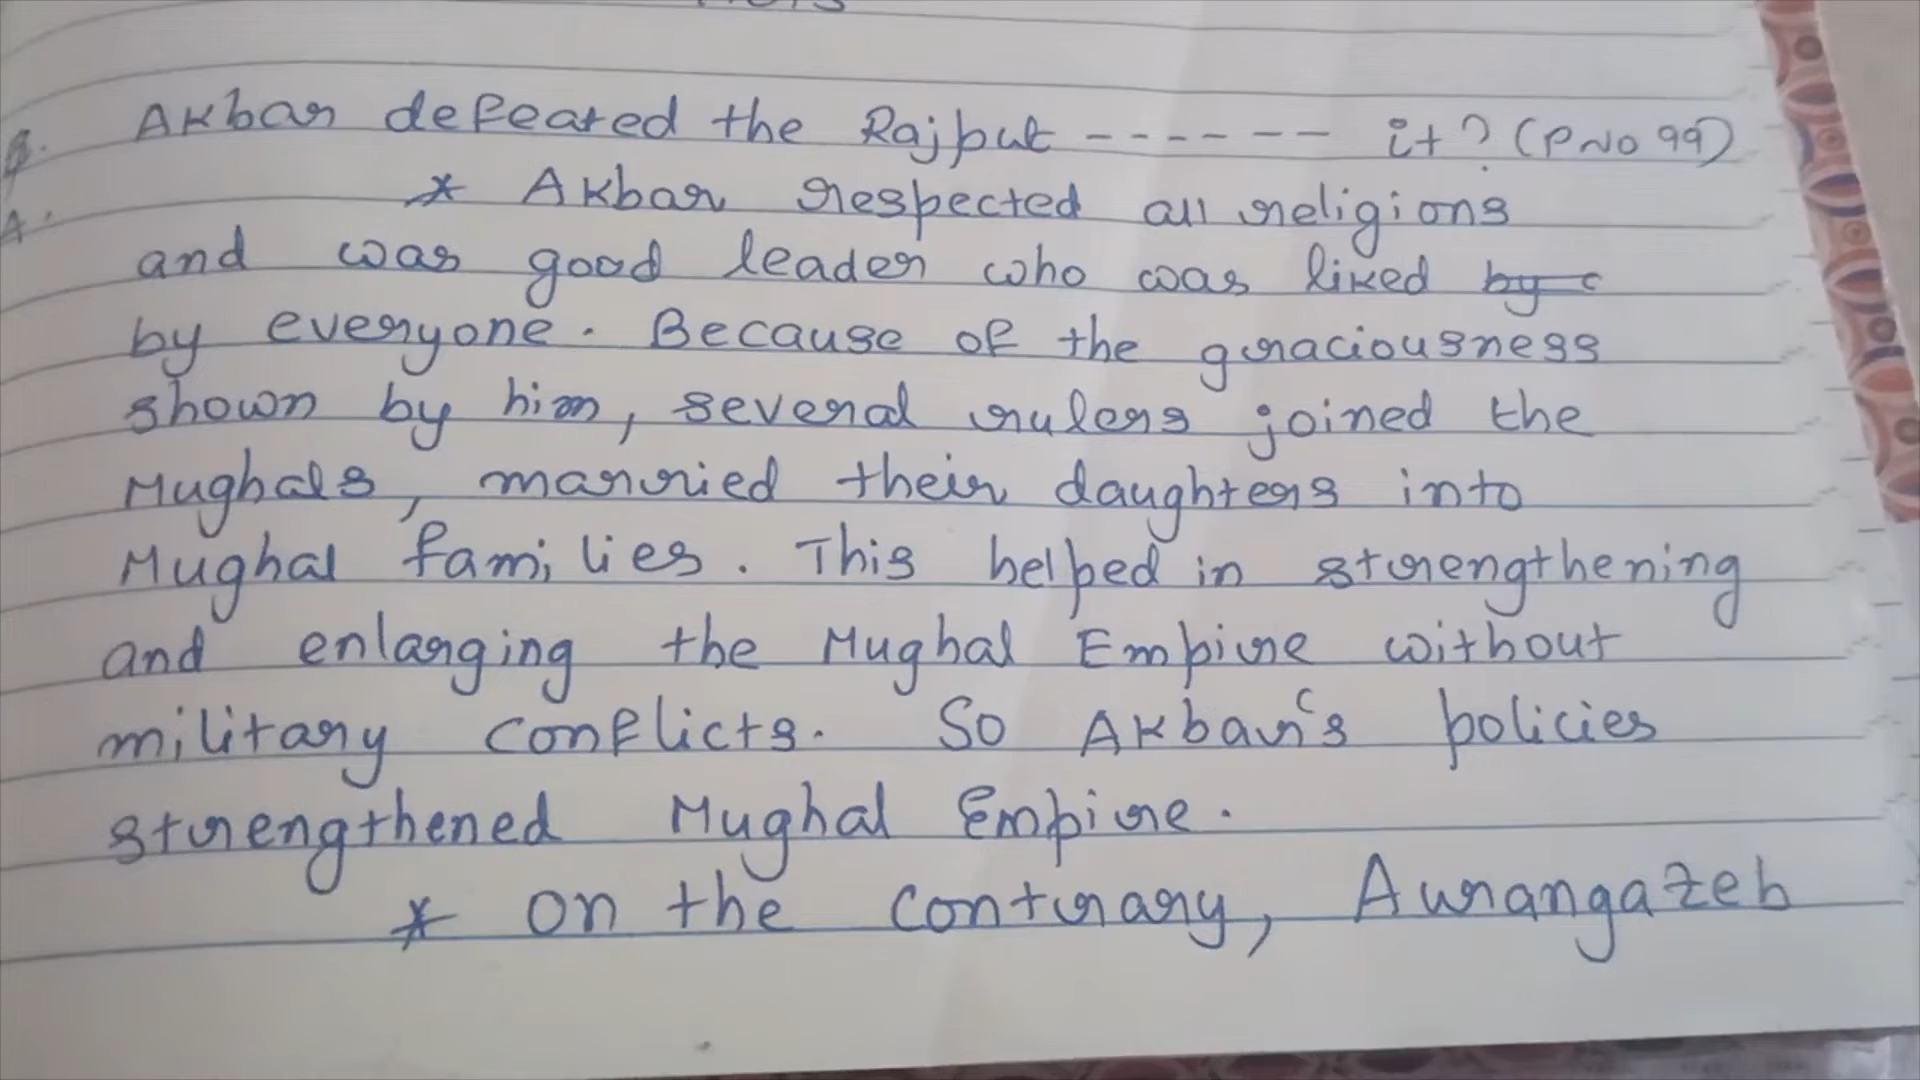 Q. Akbar defeared the Rajput ------ it? (P No 99)
A. * Akbar respected all religions
and was good leader who was liked by
by everyone. Because of the graciousness
shown by him, several rulers joined the
Mughals, married their daughters into
Mughal families. This helped in strengthening
and enlarging the Mughal Empire without
military conflicts. So Akbar's policies
strengthened Mughal Empire.
* On the contrary, Aurangazeb